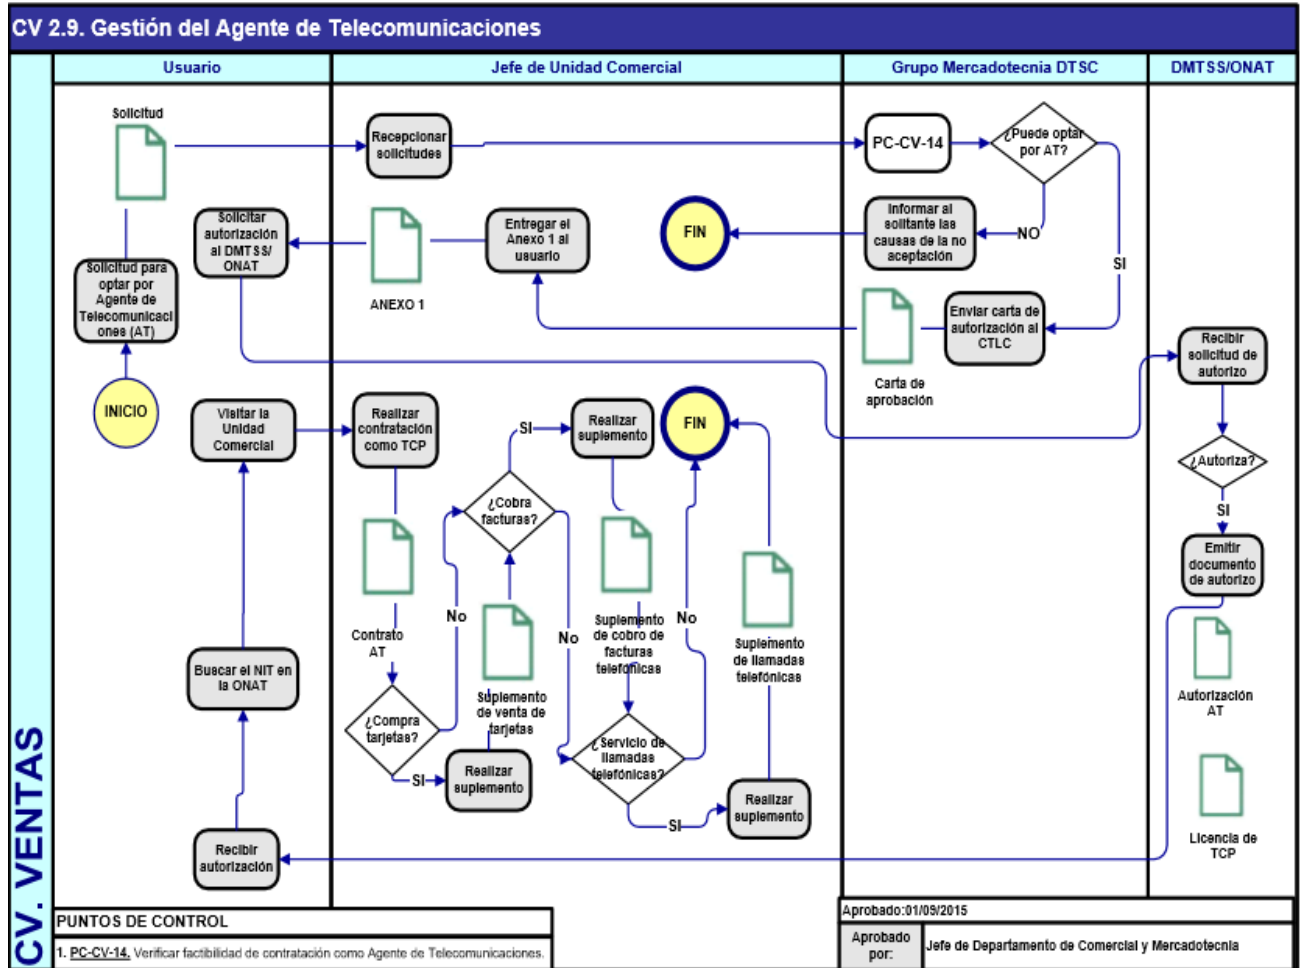 CV 2.9. Gestión del Agente de Telecomunicaciones
CV. VENTAS
Usuario
Jefe de Unidad Comercial
Grupo Mercadotecnia DTSC
DMTSS/ONAT
Solicitud
Recepcionar
solicitudes
PC-CV-14
¿Puede optar
por AT?
Solicitar
autorización
al DMTSS/
ONAT
ANEXO 1
Entregar el
Anexo 1 al
usuario
FIN
Informar al
solitante las
causas de la no
aceptación
NO
SI
Solicitud para
optar por
Agente de
Telecomunicaci
ones (AT)
Enviar carta de
autorización al
CTLC
Carta de
aprobación
Recibir
solicitud de
autorizo
INICIO
Visitar la
Unidad
Comercial
Realizar
contratación
como TCP
SI
Realizar
suplemento
FIN
¿Autoriza?
¿Cobra
facturas?
SI
Emitir
documento
de autorizo
Contrato
AT
No
No
Suplemento
de cobro de
facturas
telefónicas
No
Suplemento
de llamadas
telefónicas
Buscar el NIT en
la ONAT
Suplemento
de venta de
tarjetas
Autorización
AT
¿Compra
tarjetas?
¿Servicio de
llamadas
telefónicas?
SI
Realizar
suplemento
SI
Realizar
suplemento
Licencia de
TCP
Recibir
autorización
PUNTOS DE CONTROL
1. PC-CV-14. Verificar factibilidad de contratación como Agente de Telecomunicaciones.
Aprobado:01/09/2015
Aprobado
por:
Jefe de Departamento de Comercial y Mercadotecnia